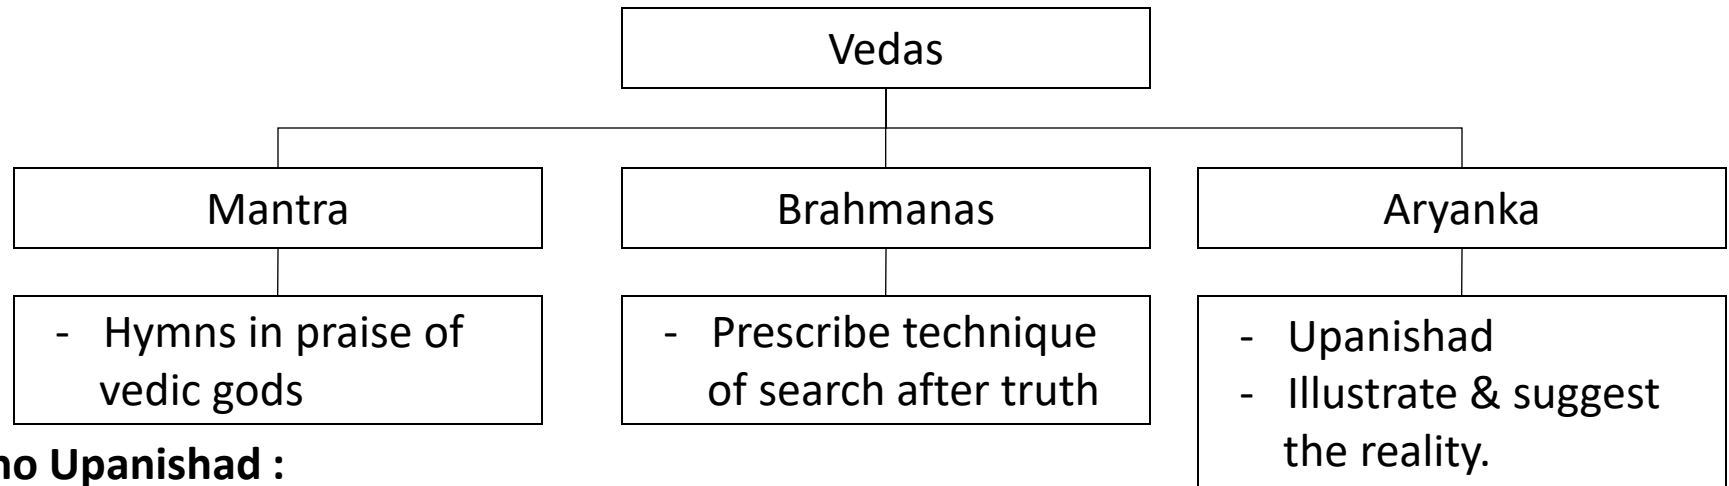 Vedas
Mantra
Brahmanas
Aryanka
- Hymns in praise of
vedic gods
- Prescribe technique
of search after truth
- Upanishad
- Illustrate & suggest
the reality.
no Upanishad :